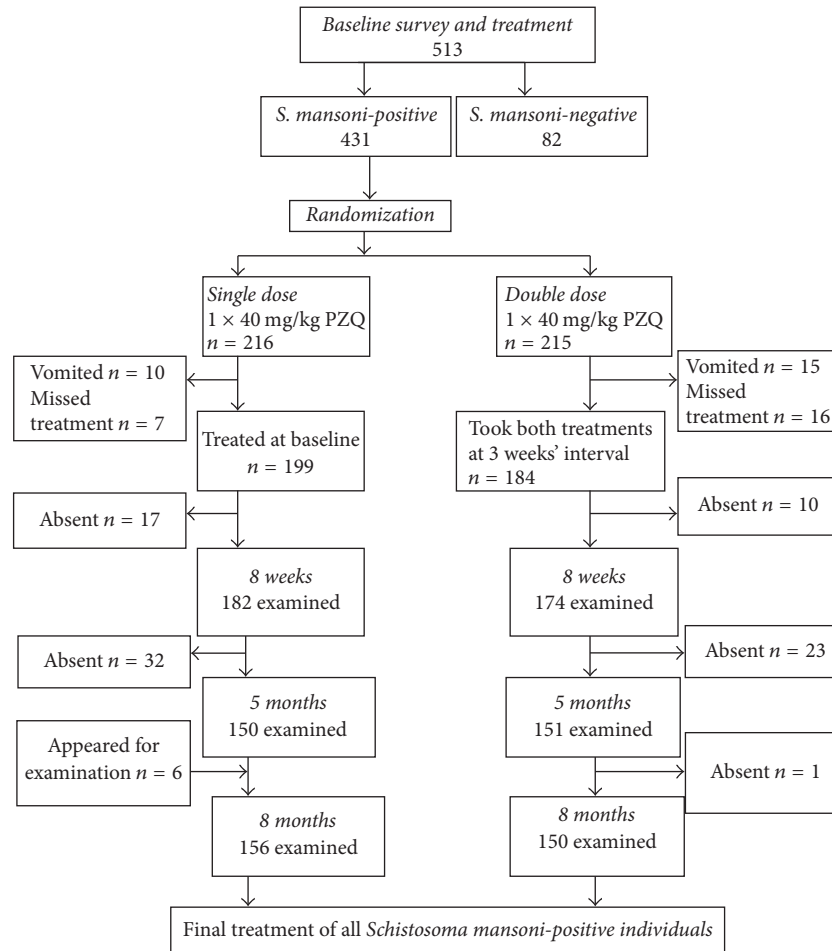 Baseline survey and treatment
513
S. mansoni-positive
431
S. mansoni-negative
82
Randomization
Single dose
1 × 40 mg/kg PZQ
n = 216
Double dose
1 × 40 mg/kg PZQ
n = 215
Vomited n = 10
Missed
treatment n = 7
Vomited n = 15
Missed
treatment n = 16
Treated at baseline
n = 199
Took both treatments
at 3 weeks' interval
n = 184
Absent n = 17
Absent n = 10
8 weeks
182 examined
8 weeks
174 examined
Absent n = 32
Absent n = 23
5 months
150 examined
5 months
151 examined
Appeared for
examination n = 6
Absent n = 1
8 months
156 examined
8 months
150 examined
Final treatment of all Schistosoma mansoni-positive individuals